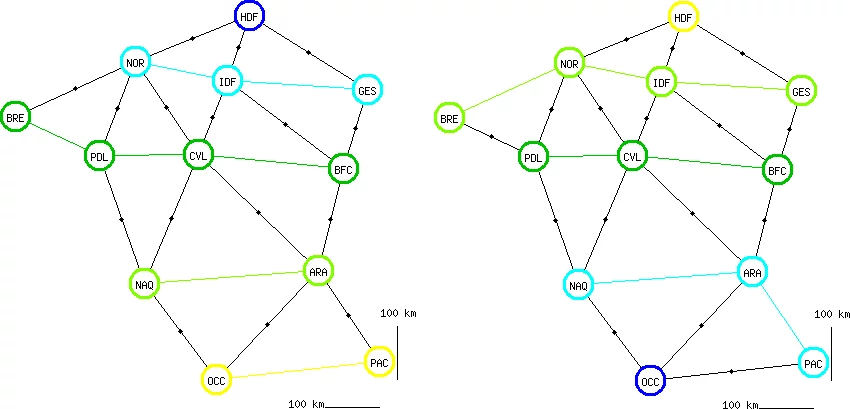 HDF
NOR
IDF
GES
BRE
PDL
CVL
BFC
NAQ
ARA
OCC
PAC
100 km
100 km
HDF
NOR
IDF
GES
BRE
PDL
CVL
BFC
NAQ
ARA
OCC
PAC
100 km
100 km